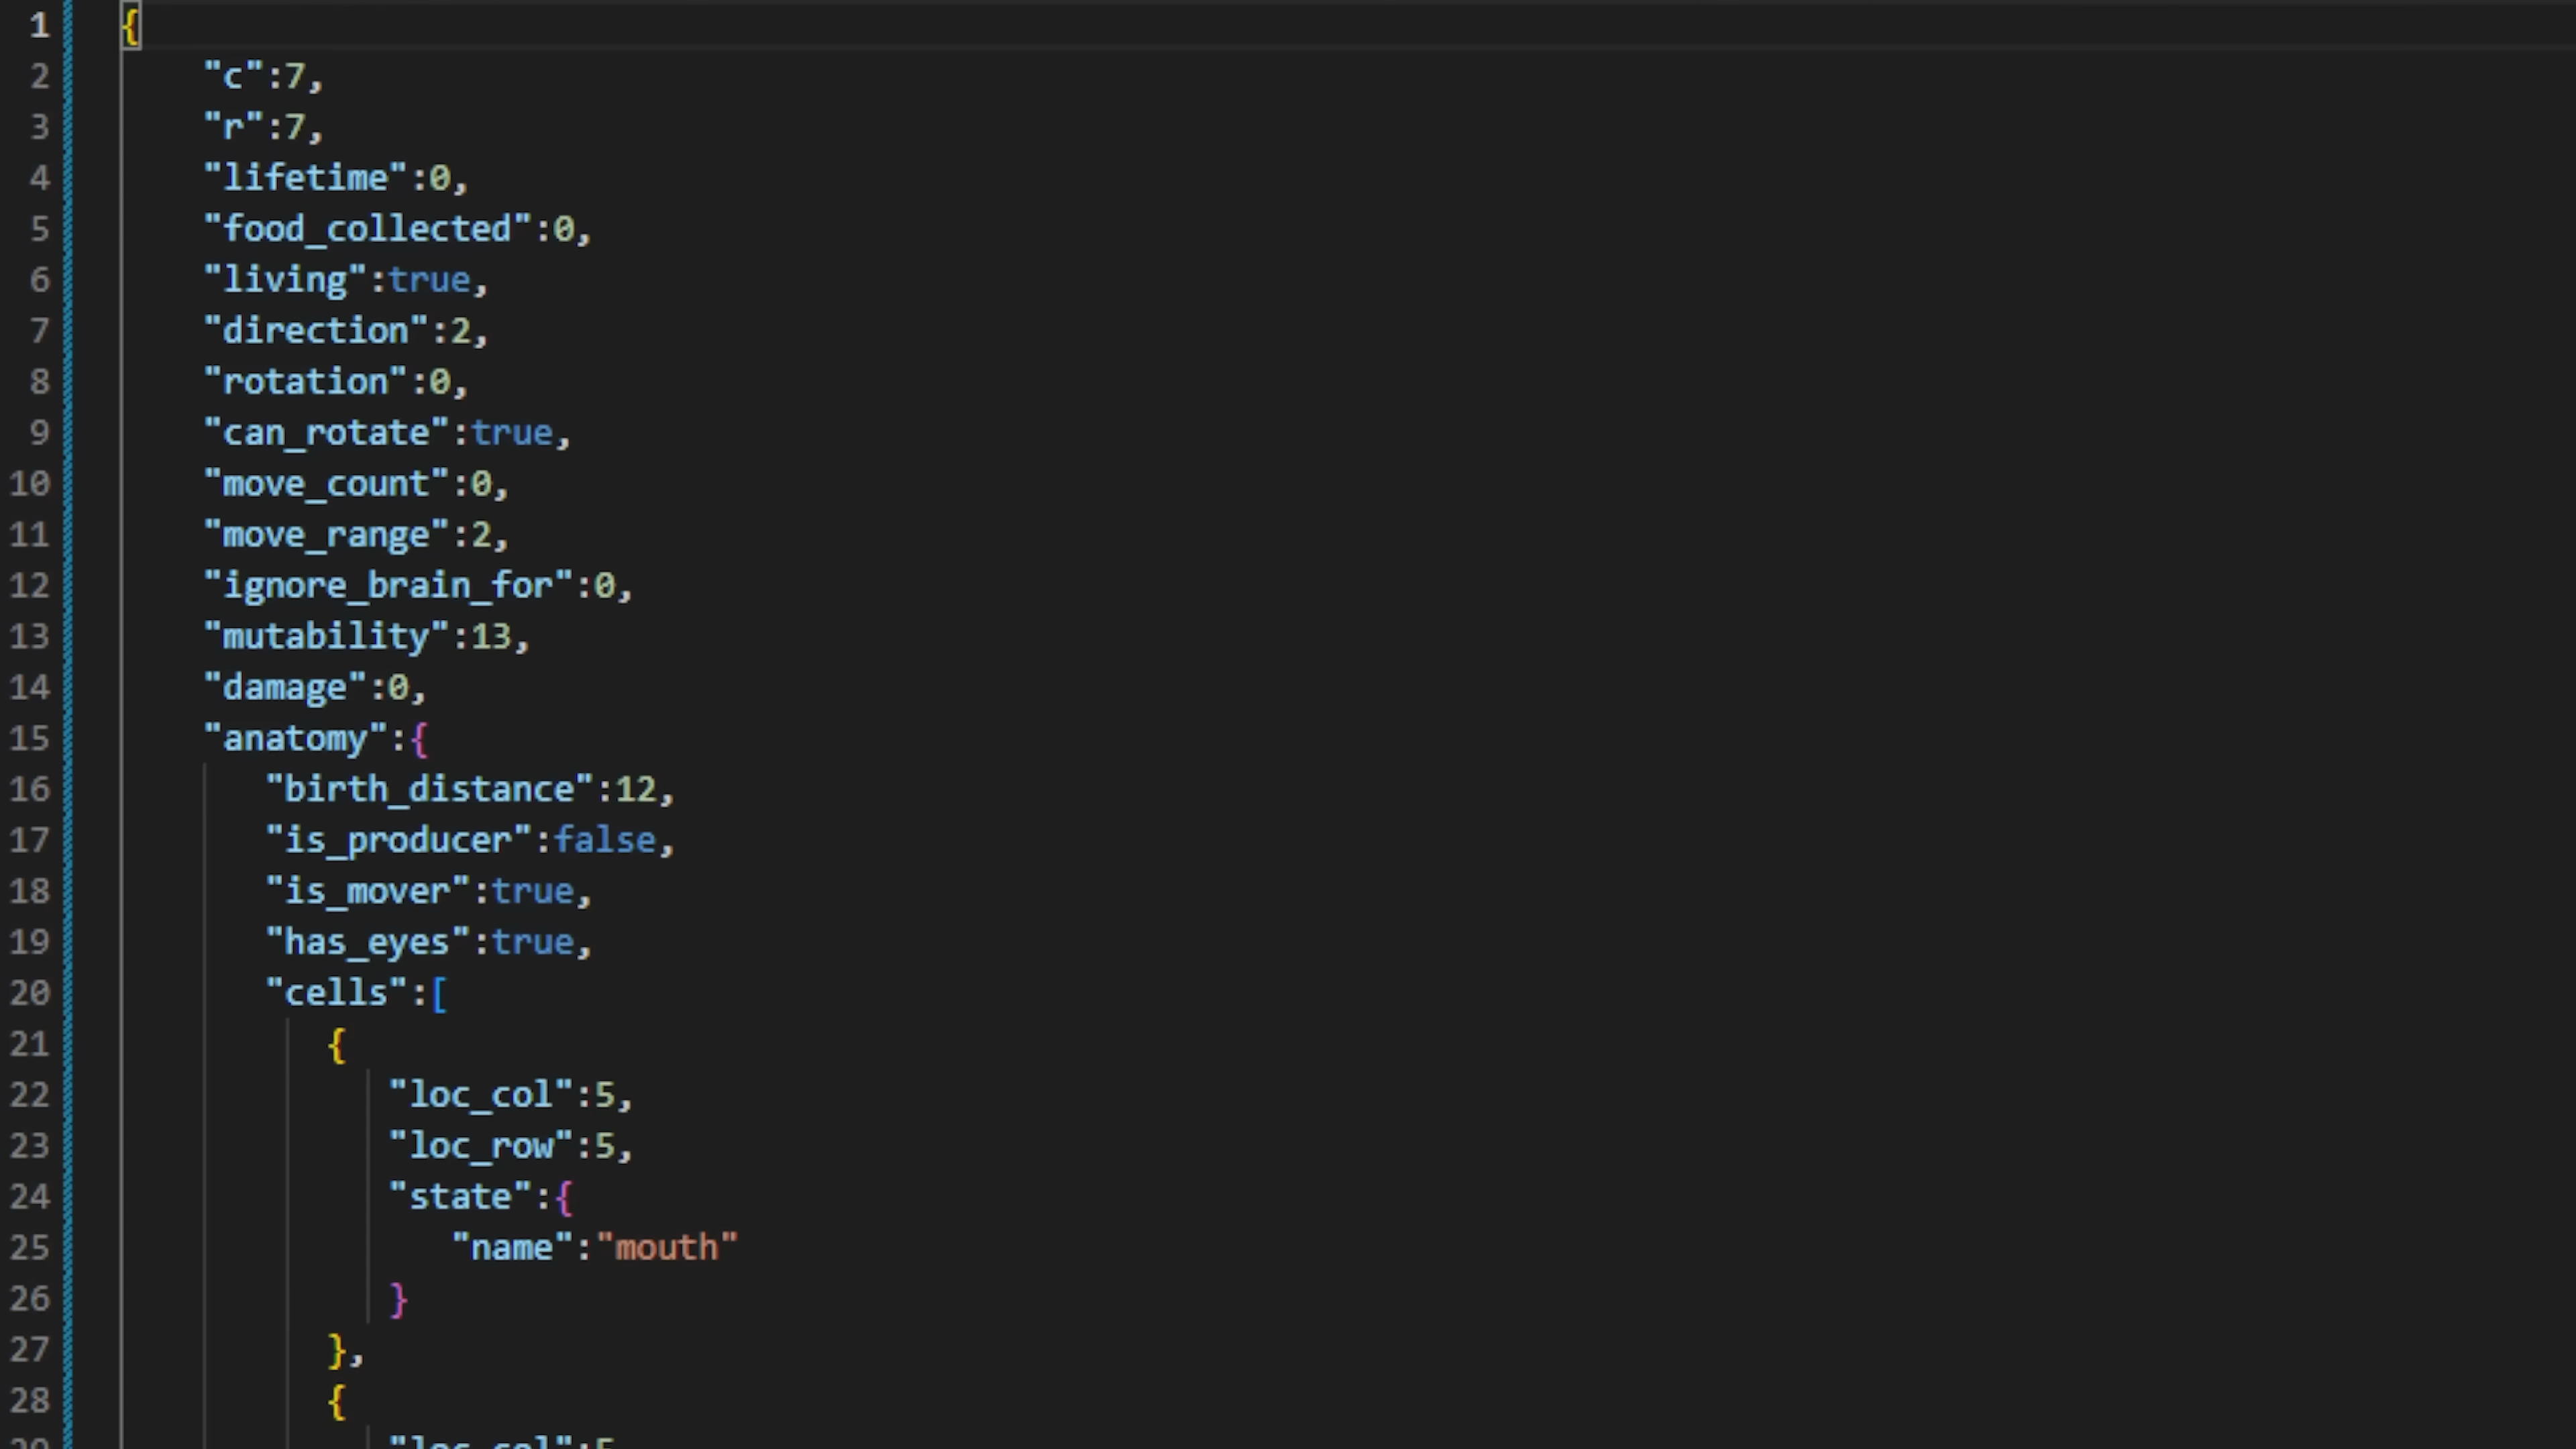 1 {
2 "c":7,
3 "r":7,
4 "lifetime":0,
5 "food_collected":0,
6 "living":true,
7 "direction":2,
8 "rotation":0,
9 "can_rotate":true,
10 "move_count":0,
11 "move_range":2,
12 "ignore_brain_for":0,
13 "mutability":13,
14 "damage":0,
15 "anatomy":{
16 "birth_distance":12,
17 "is_producer":false,
18 "is_mover":true,
19 "has_eyes":true,
20 "cells":[
21 {
22 "loc_col":5,
23 "loc_row":5,
24 "state":{
25 "name":"mouth"
26 }
27 },
28 {
29 "loc_col":5